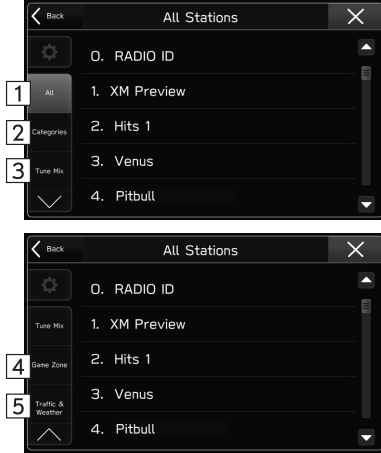 Back
All Stations
0. RADIO ID
1
All
1. XM Preview
2
Categories
2. Hits 1
3
Tune Mix
3. Venus
4. Pitbull
Back
All Stations
0. RADIO ID
Tune Mix
1. XM Preview
4
Game Zone
2. Hits 1
5
Traffic &
Weather
3. Venus
4. Pitbull